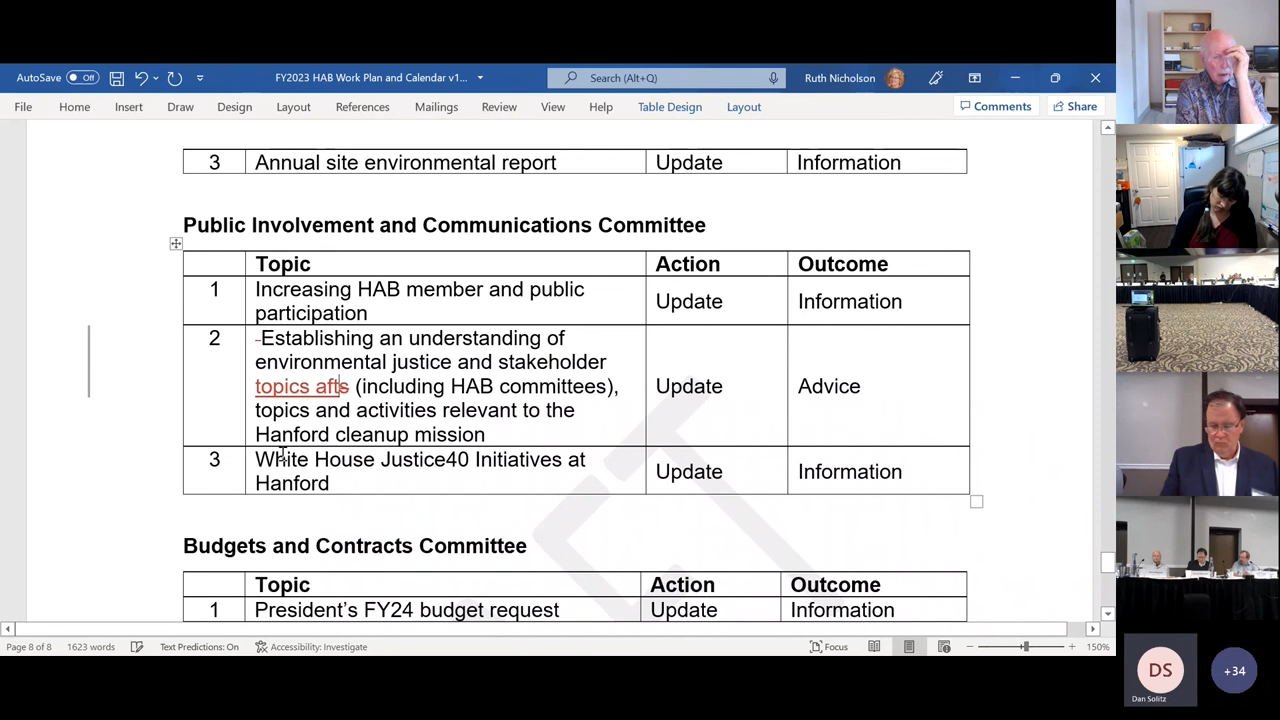 AutoSave Off
FY2023 HAB Work Plan and Calendar v1...
Search (Alt+Q)
Ruth Nicholson
File Home Insert Draw Design Layout References Mailings Review View Help Table Design Layout
Comments Share
3 Annual site environmental report Update Information
Public Involvement and Communications Committee
Topic Action Outcome
1 Increasing HAB member and public
participation
Update Information
2 -Establishing an understanding of
environmental justice and stakeholder
topics afts (including HAB committees),
topics and activities relevant to the
Hanford cleanup mission
Update Advice
3 White House Justice40 Initiatives at
Hanford
Update Information
Budgets and Contracts Committee
Topic Action Outcome
1 President’s FY24 budget request Update Information
Page 8 of 8 1623 words Text Predictions: On Accessibility: Investigate Focus 150%
DS
Dan Solitz
+34